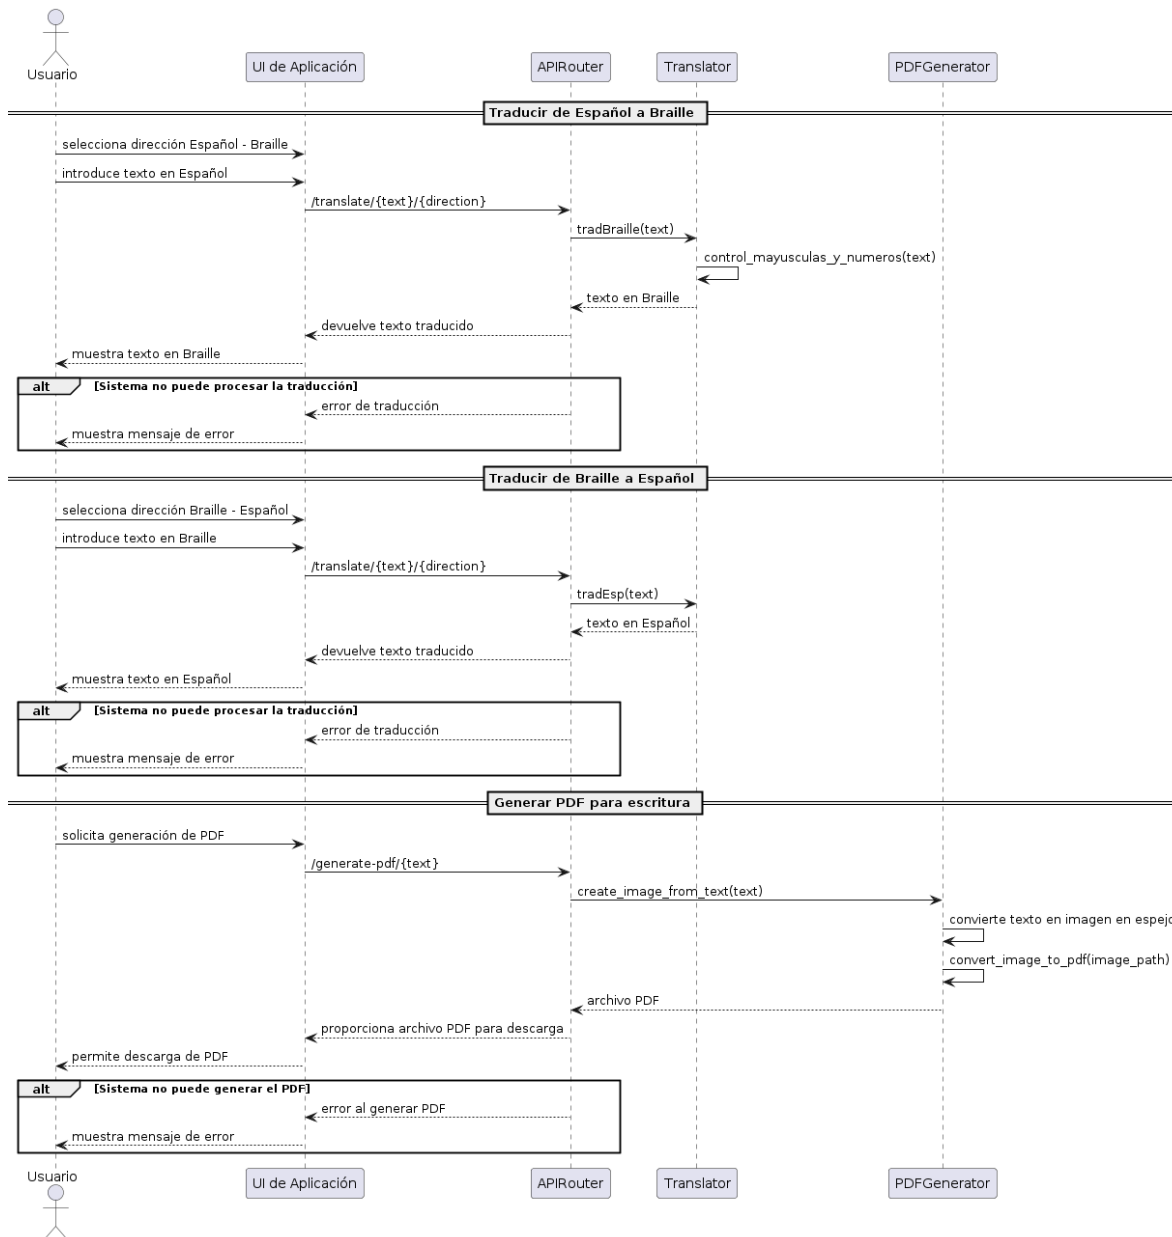 Usuario
UI de Aplicación
APIRouter
Translator
PDFGenerator
Traducir de Español a Braille
selecciona dirección Español - Braille
introduce texto en Español
/translate/{text}/{direction}
tradBraille(text)
control_mayusculas_y_numeros(text)
texto en Braille
devuelve texto traducido
muestra texto en Braille
alt [Sistema no puede procesar la traducción]
error de traducción
muestra mensaje de error
Traducir de Braille a Español
selecciona dirección Braille - Español
introduce texto en Braille
/translate/{text}/{direction}
tradEsp(text)
texto en Español
devuelve texto traducido
muestra texto en Español
alt [Sistema no puede procesar la traducción]
error de traducción
muestra mensaje de error
Generar PDF para escritura
solicita generación de PDF
/generate-pdf/{text}
create_image_from_text(text)
convierte texto en imagen en espejo
convert_image_to_pdf(image_path)
archivo PDF
proporciona archivo PDF para descarga
permite descarga de PDF
alt [Sistema no puede generar el PDF]
error al generar PDF
muestra mensaje de error
Usuario
UI de Aplicación
APIRouter
Translator
PDFGenerator